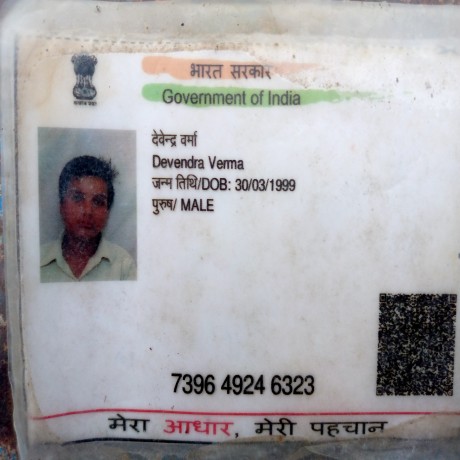 भारत सरकार
Government of India
देवेन्द्र वर्मा
Devendra Verma
जन्म तिथि/DOB: 30/03/1999
पुरुष/ MALE
7396 4924 6323
मेरा आधार, मेरी पहचान